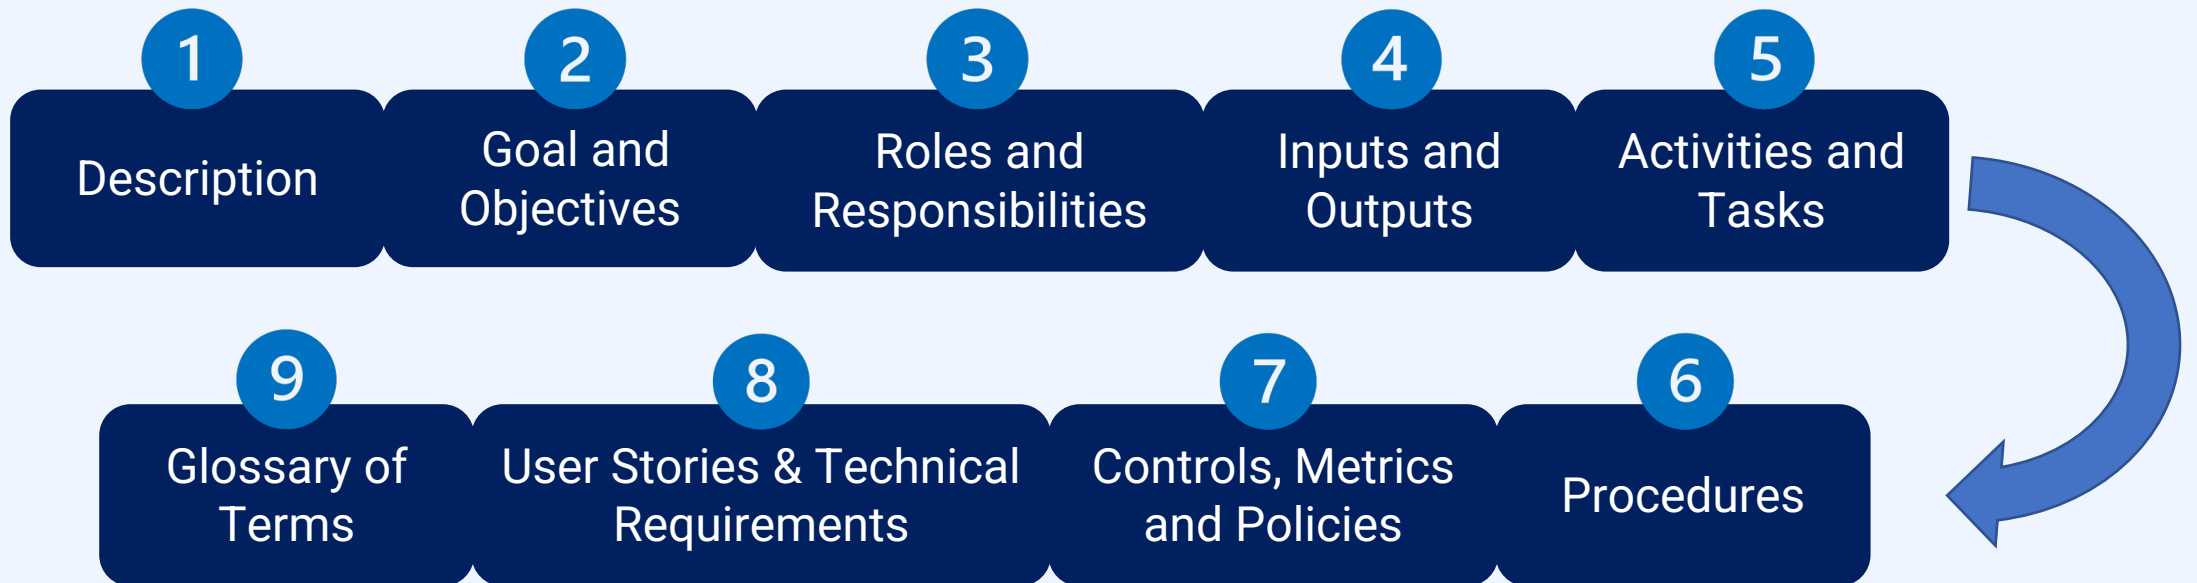 1
Description
2
Goal and
Objectives
3
Roles and
Responsibilities
4
Inputs and
Outputs
5
Activities and
Tasks
6
Procedures
7
Controls, Metrics
and Policies
8
User Stories & Technical
Requirements
9
Glossary of
Terms